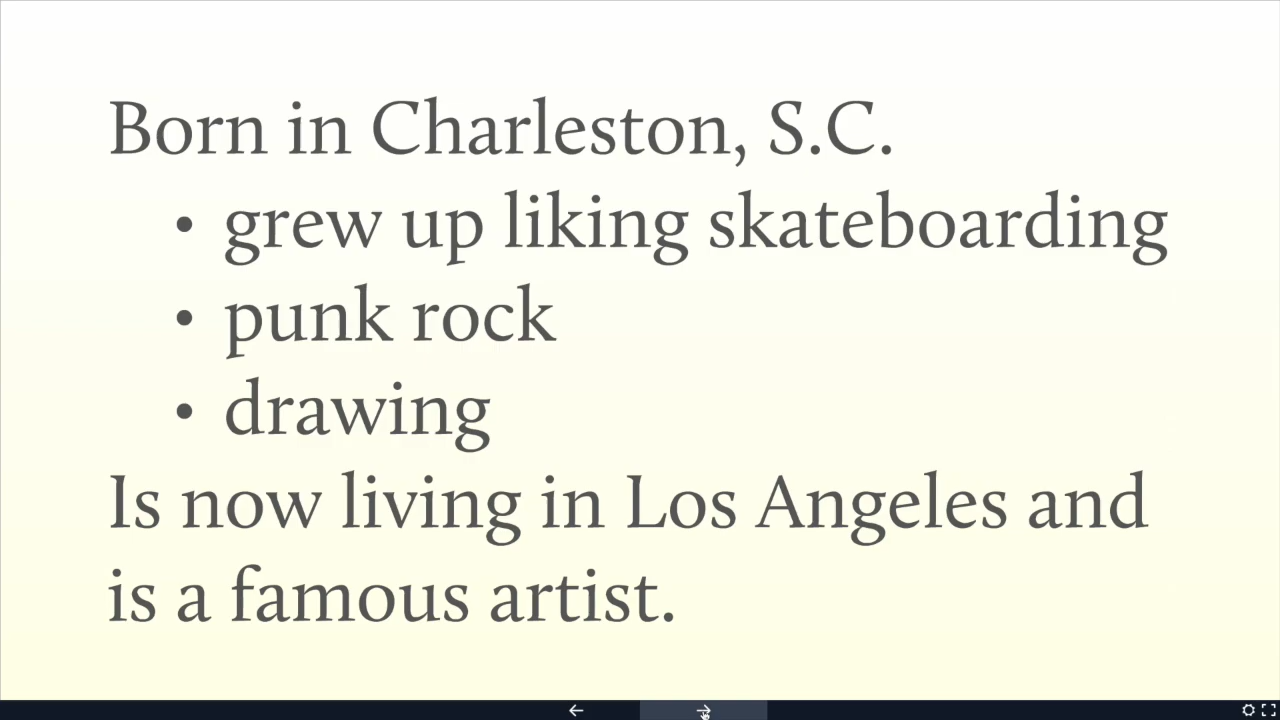 Born in Charleston, S.C.
• grew up liking skateboarding
• punk rock
• drawing
Is now living in Los Angeles and
is a famous artist.